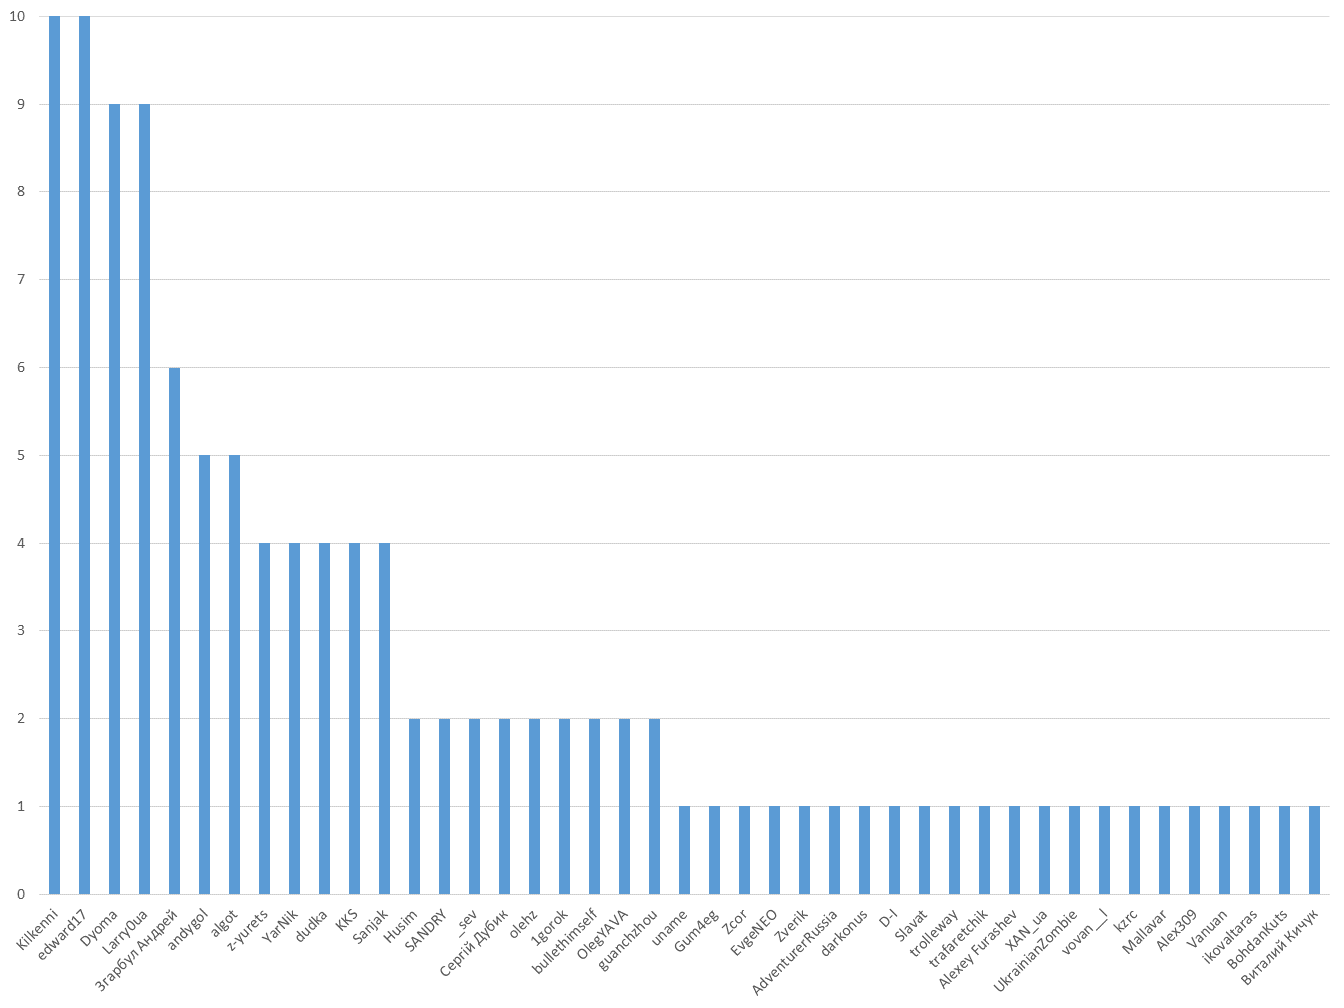 10
9
8
7
6
5
4
3
2
1
0
Kilkenni
edward17
Dyoma
Larry0ua
Згарбул Андрей
andygol
algot
z-yurets
YarNik
dudka
KKS
Sanjak
Husim
SANDRY
_sev
Сергій Дубик
olehz
1gorok
bullethimself
OlegYAVA
guanchzhou
uname
Gum4eg
Zcor
EvgeNEO
Zverik
AdventurerRussia
darkonus
D-I
Slavat
trolleway
trafaretchik
Alexey Furashev
XAN_ua
UkrainianZombie
vovan__l
kzrc
Mallavar
Alex309
Vanuan
ikovaltaras
BohdanKuts
Виталий Кичук